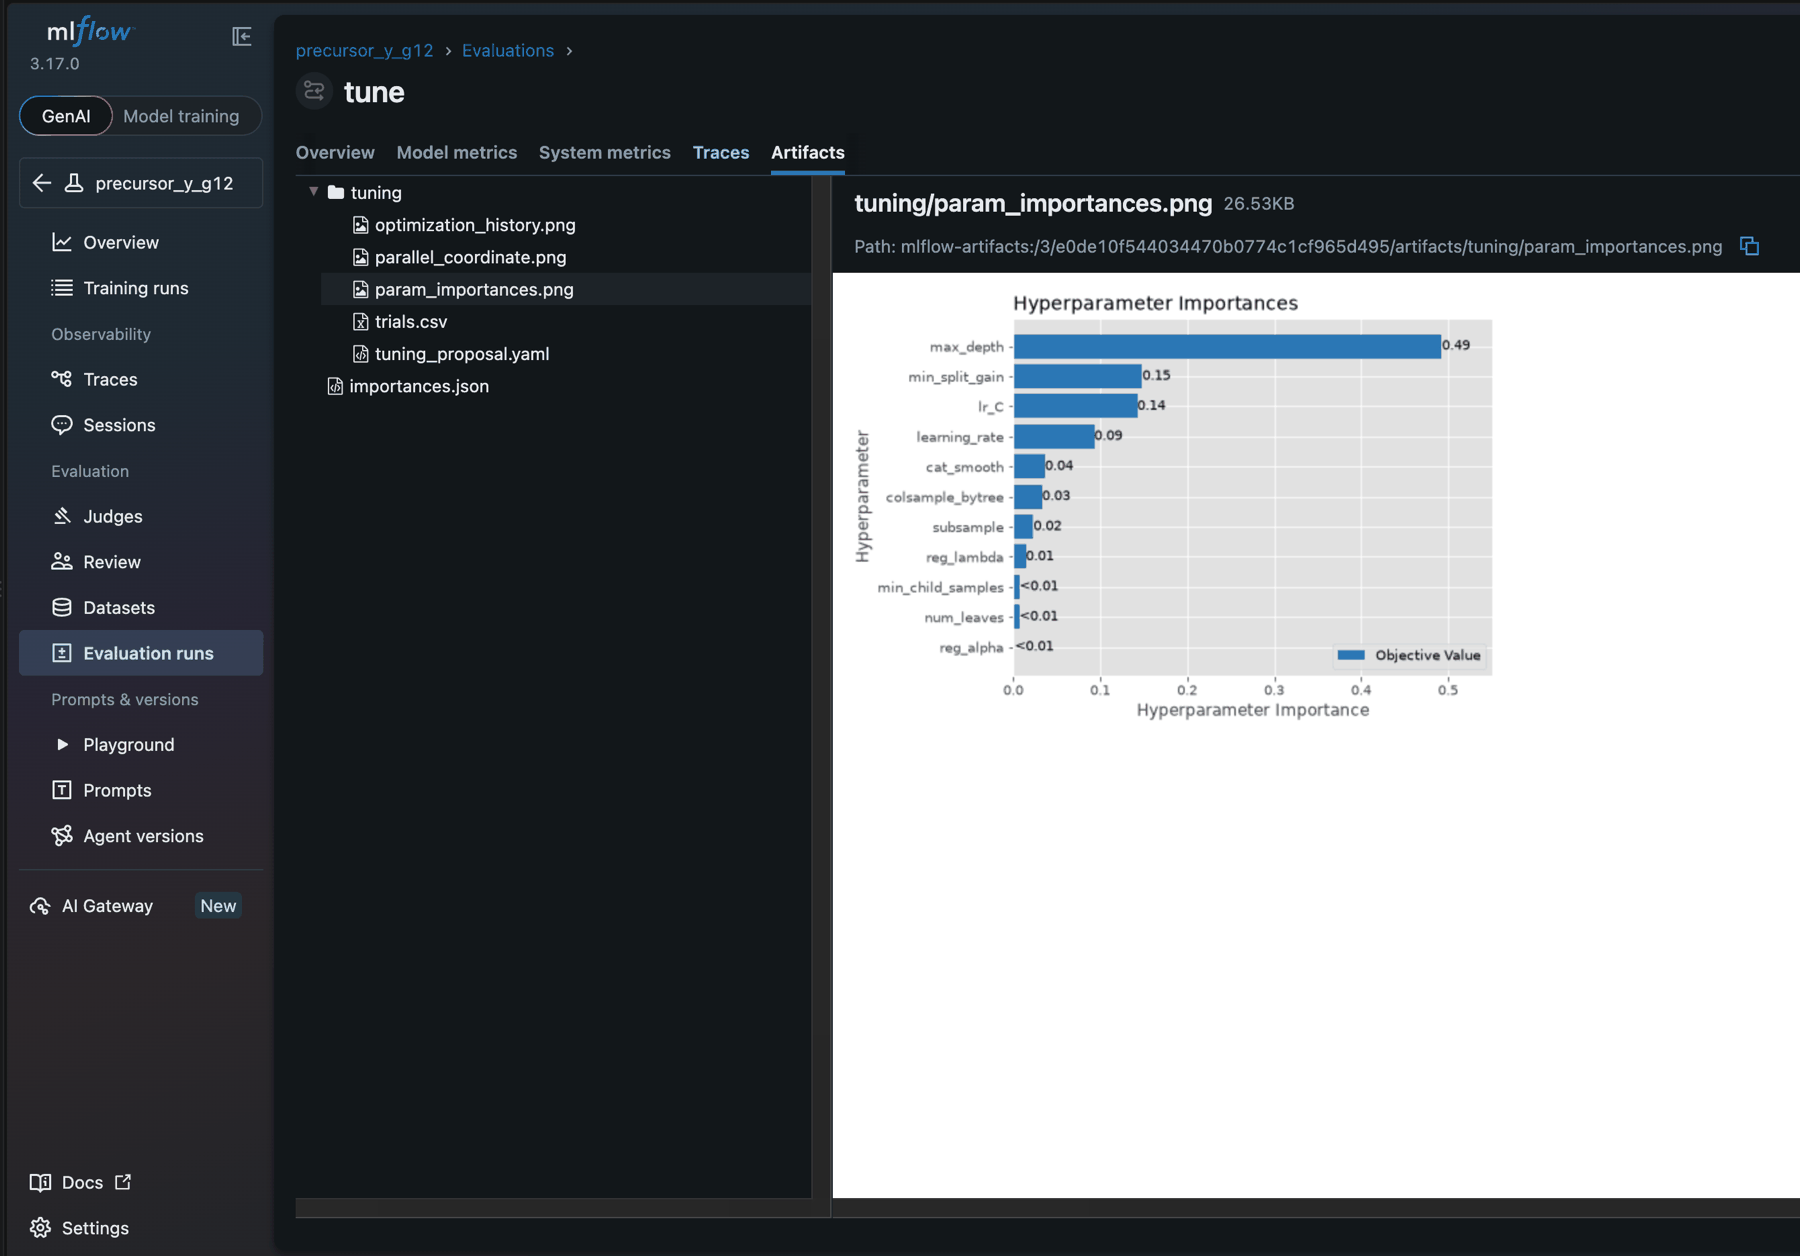 mlflow
3.17.0
GenAI
Model training
precursor_y_g12
Overview
Training runs
Observability
Traces
Sessions
Evaluation
Judges
Review
Datasets
Evaluation runs
Prompts & versions
Playground
Prompts
Agent versions
AI Gateway
New
Docs
Settings
precursor_y_g12 › Evaluations ›
tune
Overview
Model metrics
System metrics
Traces
Artifacts
tuning
optimization_history.png
parallel_coordinate.png
param_importances.png
trials.csv
tuning_proposal.yaml
importances.json
tuning/param_importances.png 26.53KB
Path: mlflow-artifacts:/3/e0de10f544034470b0774c1cf965d495/artifacts/tuning/param_importances.png
Hyperparameter Importances
Hyperparameter
max_depth 0.49
min_split_gain 0.15
lr_C 0.14
learning_rate 0.09
cat_smooth 0.04
colsample_bytree 0.03
subsample 0.02
reg_lambda 0.01
min_child_samples <0.01
num_leaves <0.01
reg_alpha <0.01
Objective Value
0.0 0.1 0.2 0.3 0.4 0.5
Hyperparameter Importance